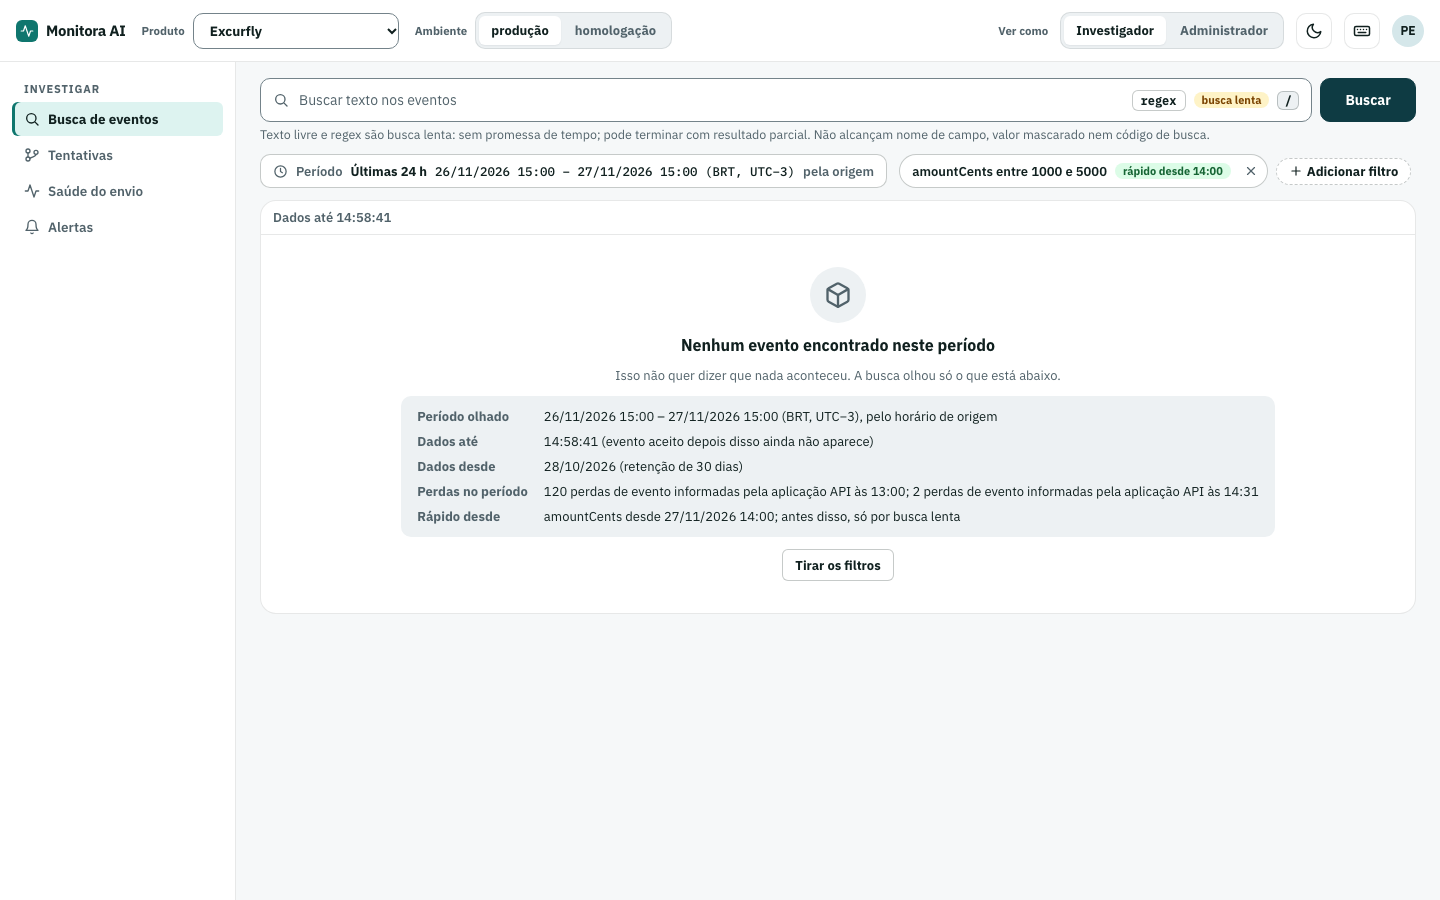 Monitora AI
Produto
Excurfly
Ambiente
produção
homologação
Ver como
Investigador
Administrador
PE
INVESTIGAR
Busca de eventos
Tentativas
Saúde do envio
Alertas
Buscar texto nos eventos
regex
busca lenta
/
Buscar
Texto livre e regex são busca lenta: sem promessa de tempo; pode terminar com resultado parcial. Não alcançam nome de campo, valor mascarado nem código de busca.
Período Últimas 24 h 26/11/2026 15:00 – 27/11/2026 15:00 (BRT, UTC−3) pela origem
amountCents entre 1000 e 5000 rápido desde 14:00
Adicionar filtro
Dados até 14:58:41
Nenhum evento encontrado neste período
Isso não quer dizer que nada aconteceu. A busca olhou só o que está abaixo.
Período olhado 26/11/2026 15:00 – 27/11/2026 15:00 (BRT, UTC−3), pelo horário de origem
Dados até 14:58:41 (evento aceito depois disso ainda não aparece)
Dados desde 28/10/2026 (retenção de 30 dias)
Perdas no período 120 perdas de evento informadas pela aplicação API às 13:00; 2 perdas de evento informadas pela aplicação API às 14:31
Rápido desde amountCents desde 27/11/2026 14:00; antes disso, só por busca lenta
Tirar os filtros